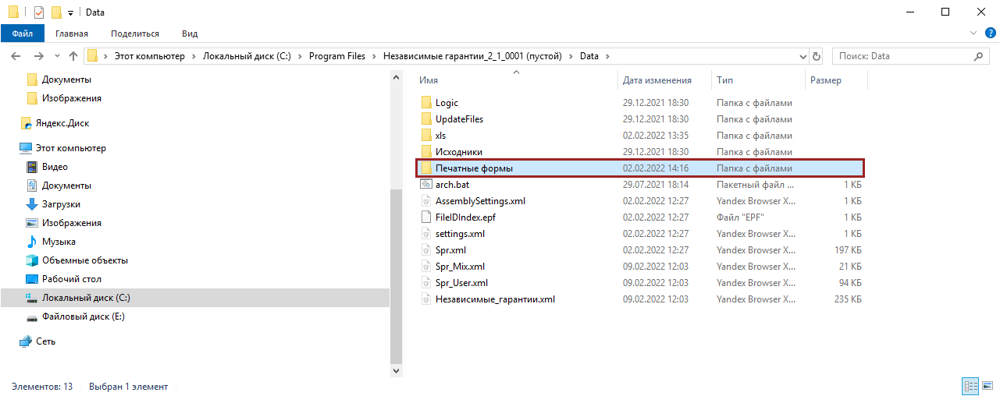 Data
Файл Главная Поделиться Вид
Этот компьютер Локальный диск (C:) Program Files Независимые гарантии_2_1_0001 (пустой) Data Поиск: Data
Документы
Изображения
Яндекс.Диск
Этот компьютер
Видео
Документы
Загрузки
Изображения
Музыка
Объемные объекты
Рабочий стол
Локальный диск (C:)
Файловый диск (E:)
Сеть
Имя Дата изменения Тип Размер
Logic 29.12.2021 18:30 Папка с файлами
UpdateFiles 29.12.2021 18:30 Папка с файлами
xls 02.02.2022 13:35 Папка с файлами
Исходники 29.12.2021 18:30 Папка с файлами
Печатные формы 02.02.2022 14:16 Папка с файлами
arch.bat 29.07.2021 18:14 Пакетный файл ... 1 КБ
AssemblySettings.xml 02.02.2022 12:27 Yandex Browser X... 1 КБ
FileIDIndex.epf 02.02.2022 12:27 Файл "EPF" 1 КБ
settings.xml 02.02.2022 12:27 Yandex Browser X... 1 КБ
Spr.xml 02.02.2022 12:27 Yandex Browser X... 197 КБ
Spr_Mix.xml 09.02.2022 12:03 Yandex Browser X... 21 КБ
Spr_User.xml 09.02.2022 12:03 Yandex Browser X... 94 КБ
Независимые_гарантии.xml 09.02.2022 12:03 Yandex Browser X... 235 КБ
Элементов: 13 Выбран 1 элемент